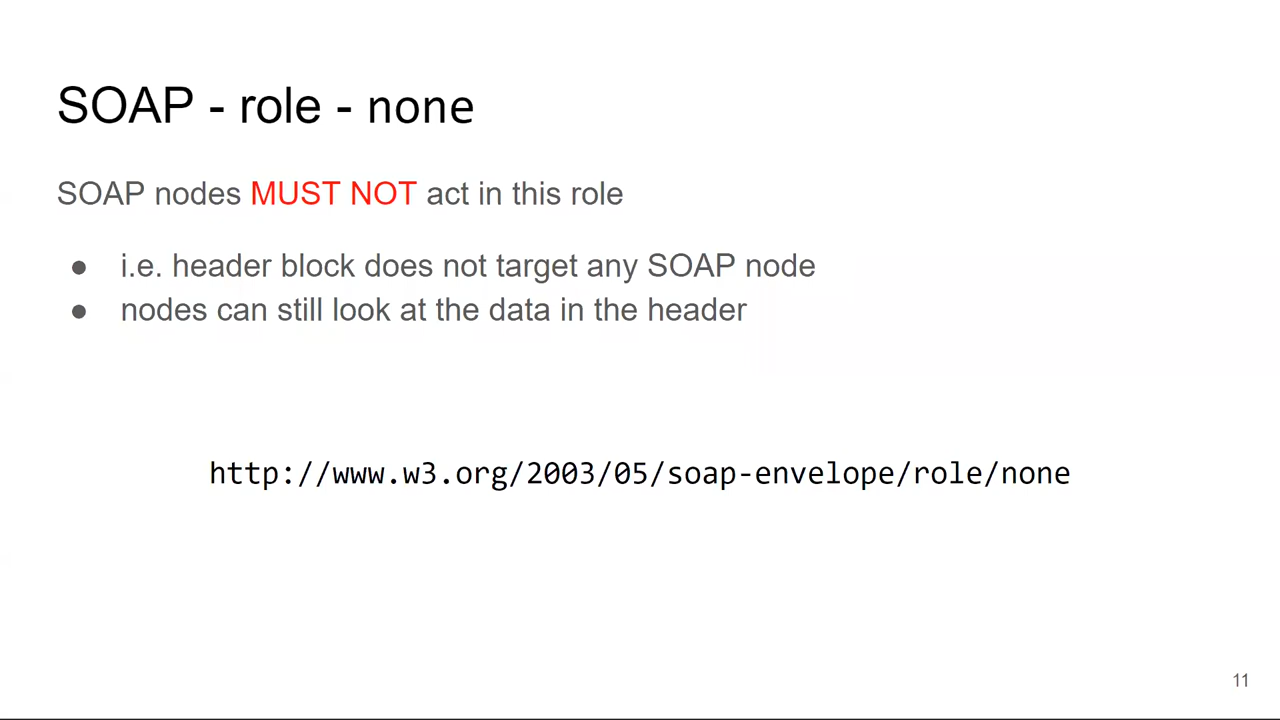 SOAP - role - none
SOAP nodes MUST NOT act in this role
● i.e. header block does not target any SOAP node
● nodes can still look at the data in the header
http://www.w3.org/2003/05/soap-envelope/role/none
11